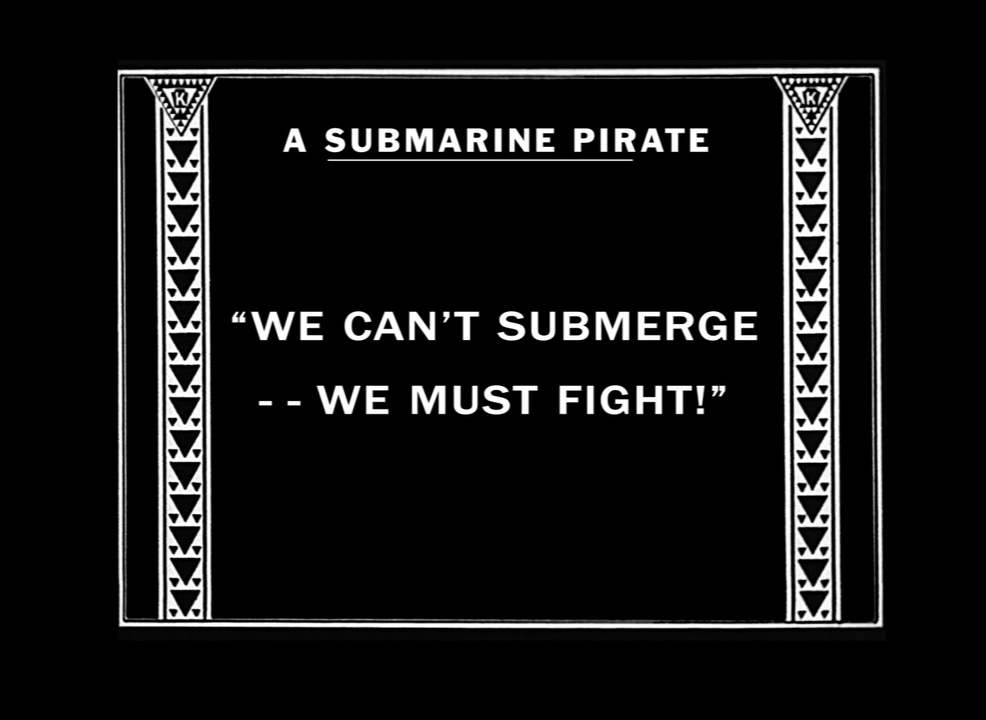 K K
A SUBMARINE PIRATE
“WE CAN’T SUBMERGE
-- WE MUST FIGHT!”